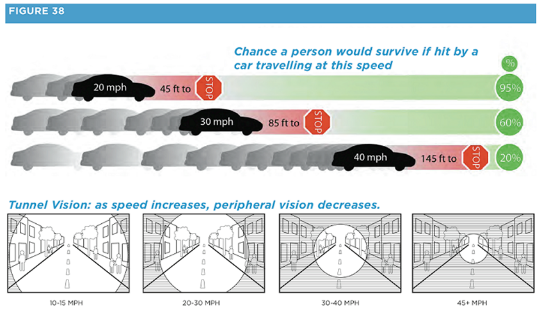 FIGURE 38
Chance a person would survive if hit by a
car travelling at this speed
%
20 mph
45 ft to
STOP
95%
30 mph
85 ft to
STOP
60%
40 mph
145 ft to
STOP
20%
Tunnel Vision: as speed increases, peripheral vision decreases.
10-15 MPH
20-30 MPH
30-40 MPH
45+ MPH